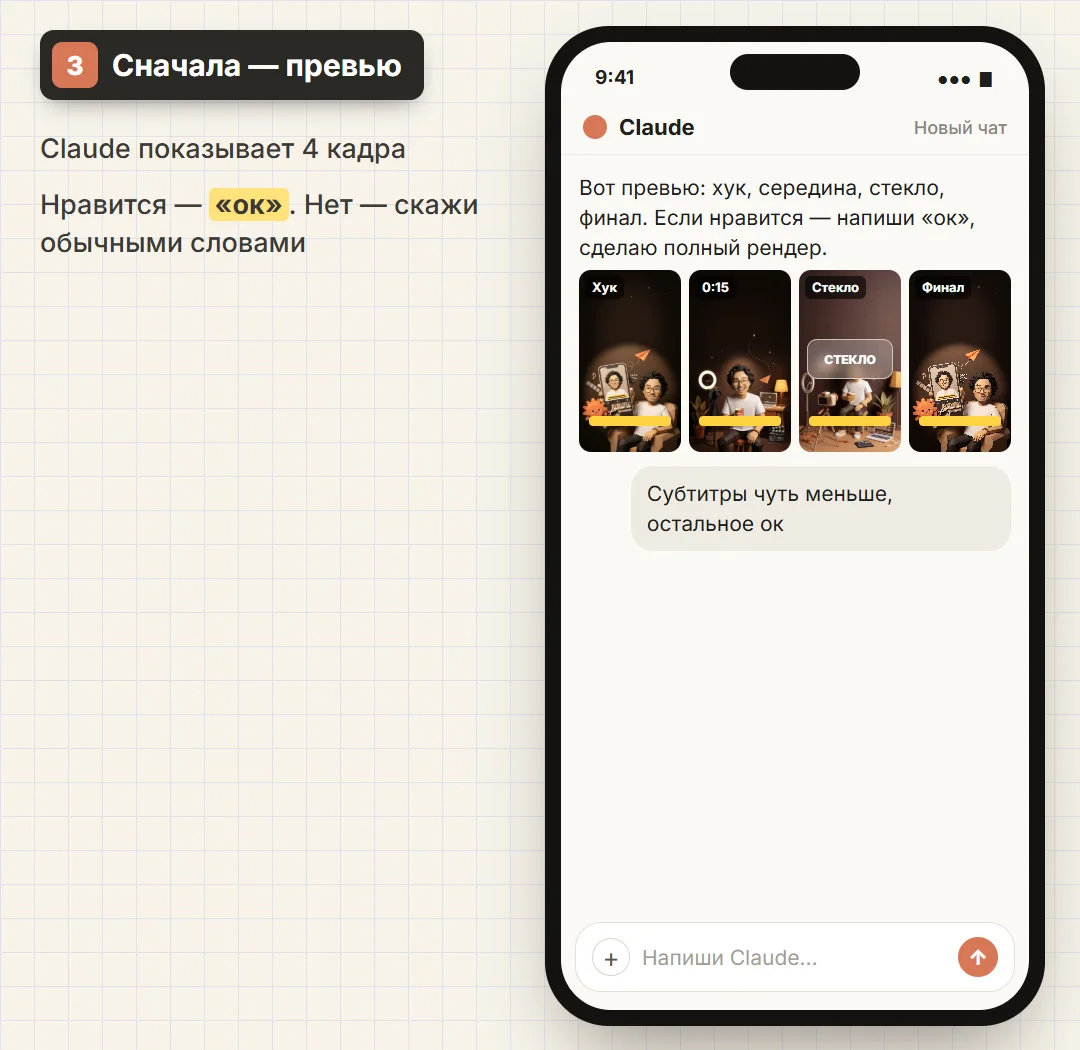 3 Сначала — превью
Claude показывает 4 кадра
Нравится — «ок». Нет — скажи
обычными словами
9:41
Claude
Новый чат
Вот превью: хук, середина, стекло,
финал. Если нравится — напиши «ок»,
сделаю полный рендер.
Хук
0:15
Стекло
Финал
СТЕКЛО
Субтитры чуть меньше,
остальное ок
Напиши Claude...